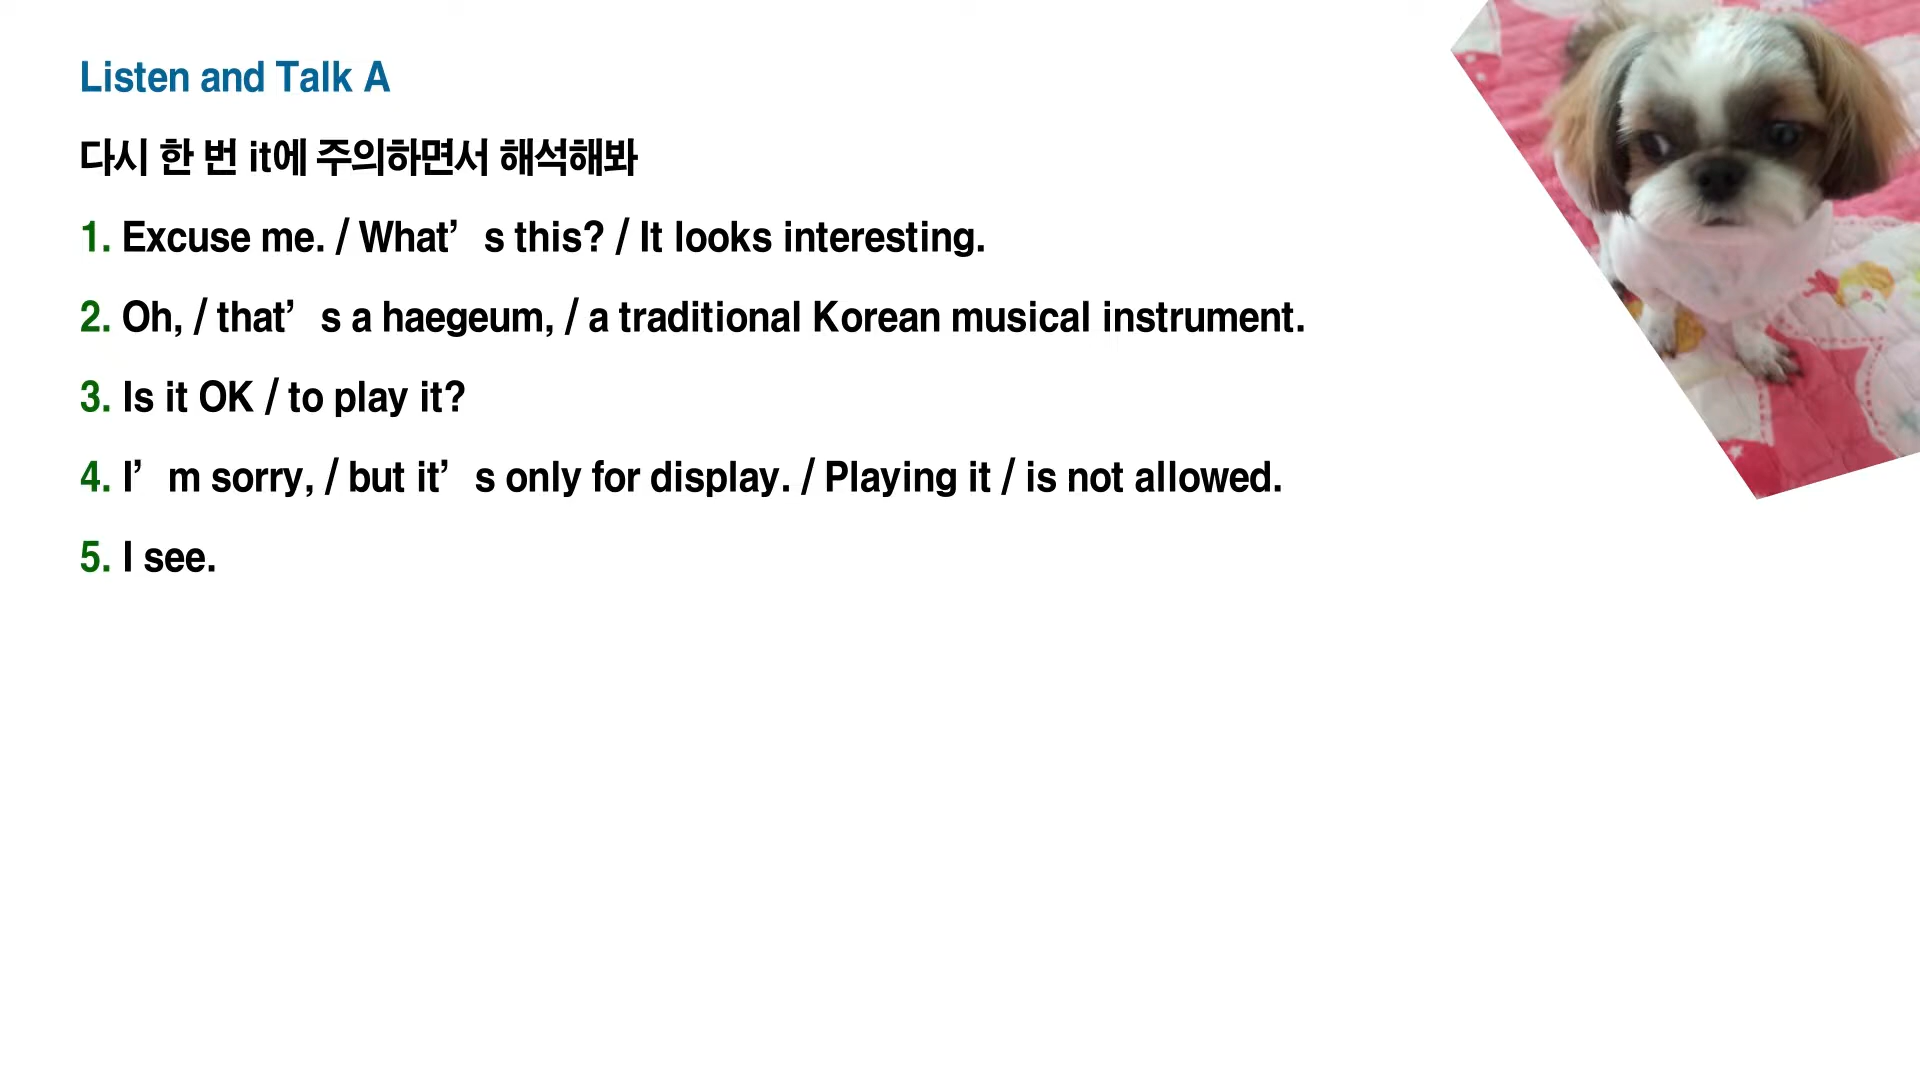 Listen and Talk A
다시 한 번 it에 주의하면서 해석해봐
1. Excuse me. / What’s this? / It looks interesting.
2. Oh, / that’s a haegeum, / a traditional Korean musical instrument.
3. Is it OK / to play it?
4. I’m sorry, / but it’s only for display. / Playing it / is not allowed.
5. I see.